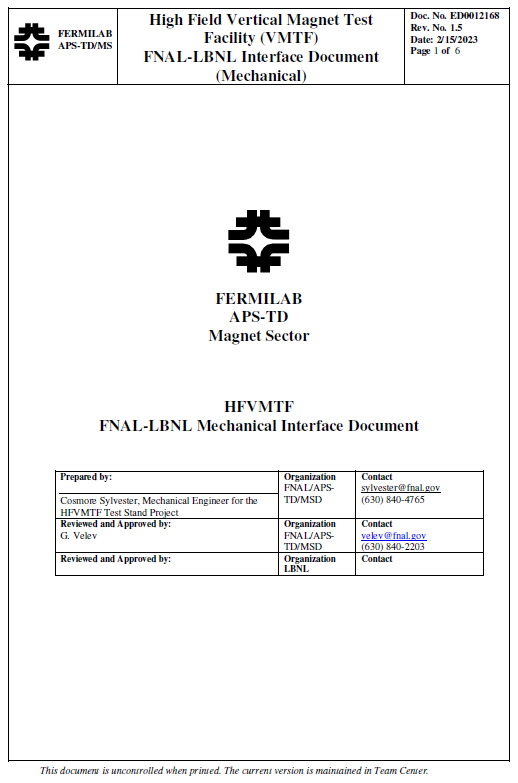 FERMILAB
APS-TD/MS
High Field Vertical Magnet Test
Facility (VMTF)
FNAL-LBNL Interface Document
(Mechanical)
Doc. No. ED0012168
Rev. No. 1.5
Date: 2/15/2023
Page 1 of 6
FERMILAB
APS-TD
Magnet Sector
HFVMTF
FNAL-LBNL Mechanical Interface Document
Prepared by:
Organization
Contact
FNAL/APS-
TD/MSD
sylvester@fnal.gov
(630) 840-4765
Cosmore Sylvester, Mechanical Engineer for the
HFVMTF Test Stand Project
Reviewed and Approved by:
G. Velev
Organization
FNAL/APS-
TD/MSD
Contact
velev@fnal.gov
(630) 840-2203
Reviewed and Approved by:
Organization
LBNL
Contact
This document is uncontrolled when printed. The current version is maintained in Team Center.